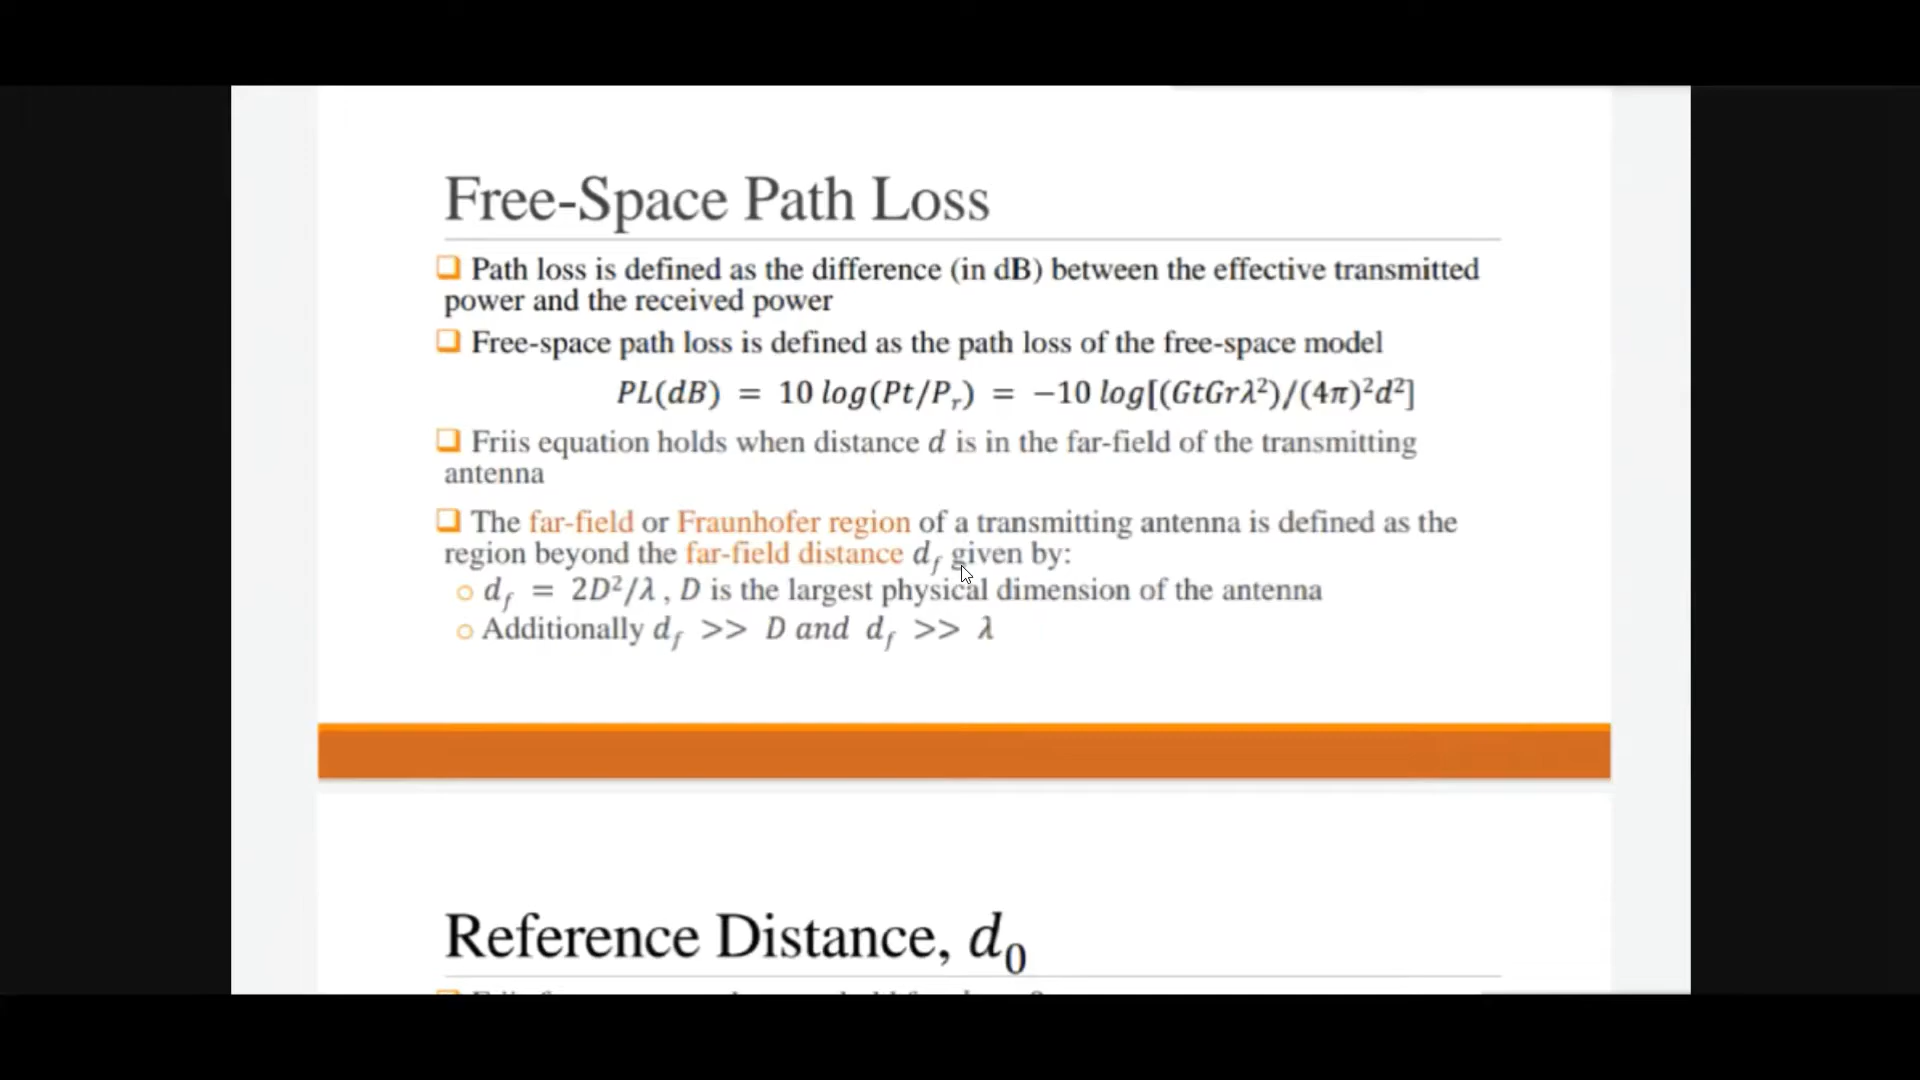 Free-Space Path Loss
Path loss is defined as the difference (in dB) between the effective transmitted
power and the received power
Free-space path loss is defined as the path loss of the free-space model
PL(dB) = 10 log(Pt/Pᵣ) = −10 log[(GtGrλ²)/(4π)²d²]
Friis equation holds when distance d is in the far-field of the transmitting
antenna
The far-field or Fraunhofer region of a transmitting antenna is defined as the
region beyond the far-field distance d_f given by:
d_f = 2D²/λ , D is the largest physical dimension of the antenna
Additionally d_f >> D and d_f >> λ
Reference Distance, d₀